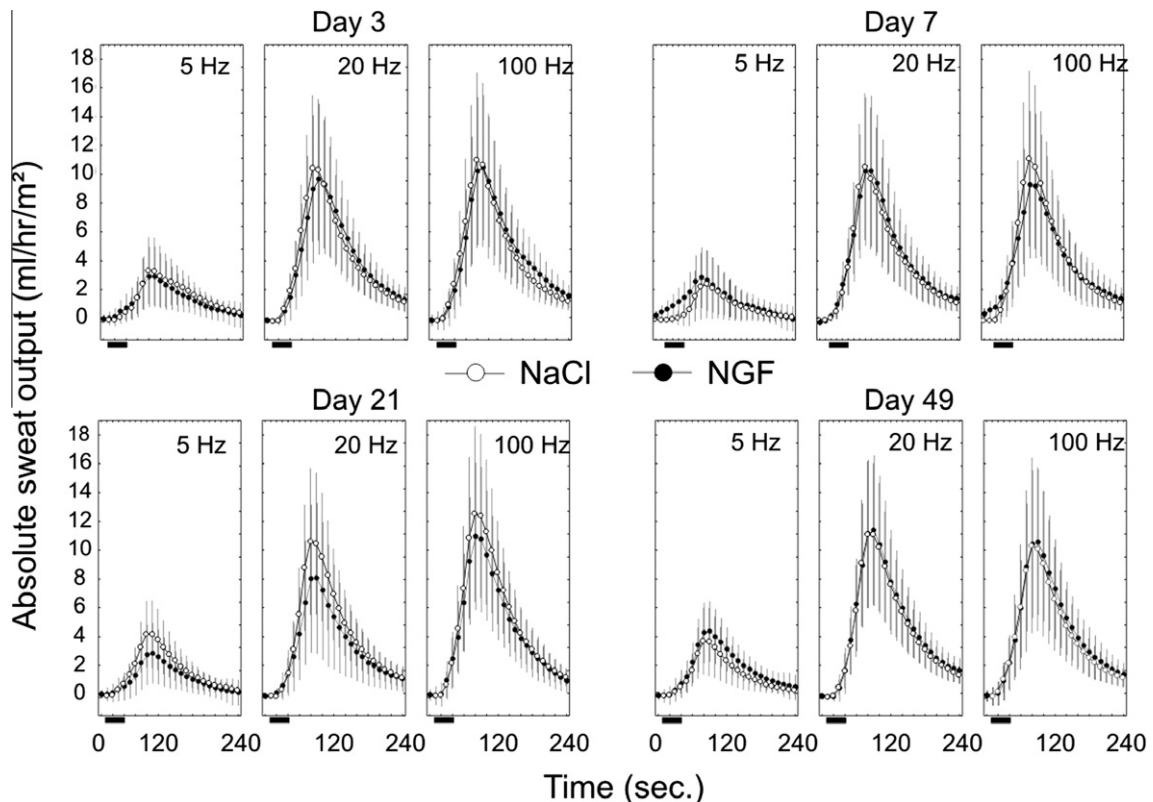 Day 3
Day 7
5 Hz
20 Hz
100 Hz
5 Hz
20 Hz
100 Hz
18
16
14
12
10
8
6
4
2
0
Absolute sweat output (ml/hr/m²)
NaCl
NGF
Day 21
Day 49
5 Hz
20 Hz
100 Hz
5 Hz
20 Hz
100 Hz
18
16
14
12
10
8
6
4
2
0
0 120 240
120 240
120 240
0 120 240
120 240
120 240
Time (sec.)